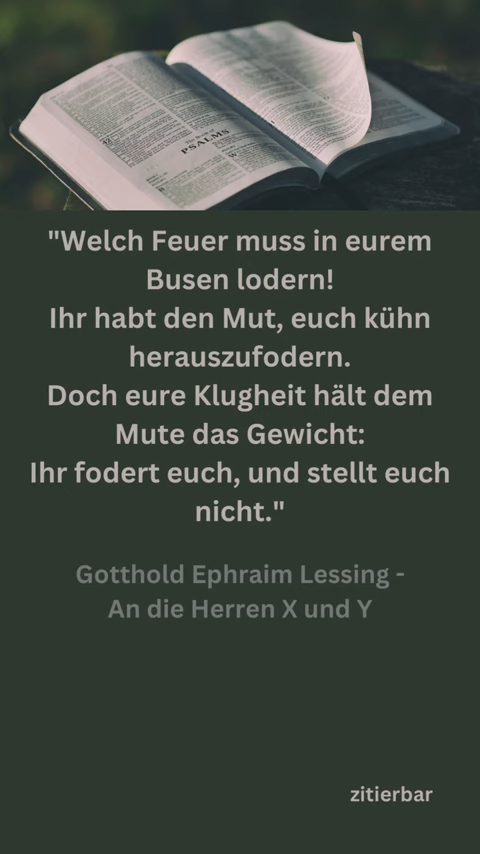 PSALMS
"Welch Feuer muss in eurem
Busen lodern!
Ihr habt den Mut, euch kühn
herauszufodern.
Doch eure Klugheit hält dem
Mute das Gewicht:
Ihr fodert euch, und stellt euch
nicht."
Gotthold Ephraim Lessing -
An die Herren X und Y
zitierbar